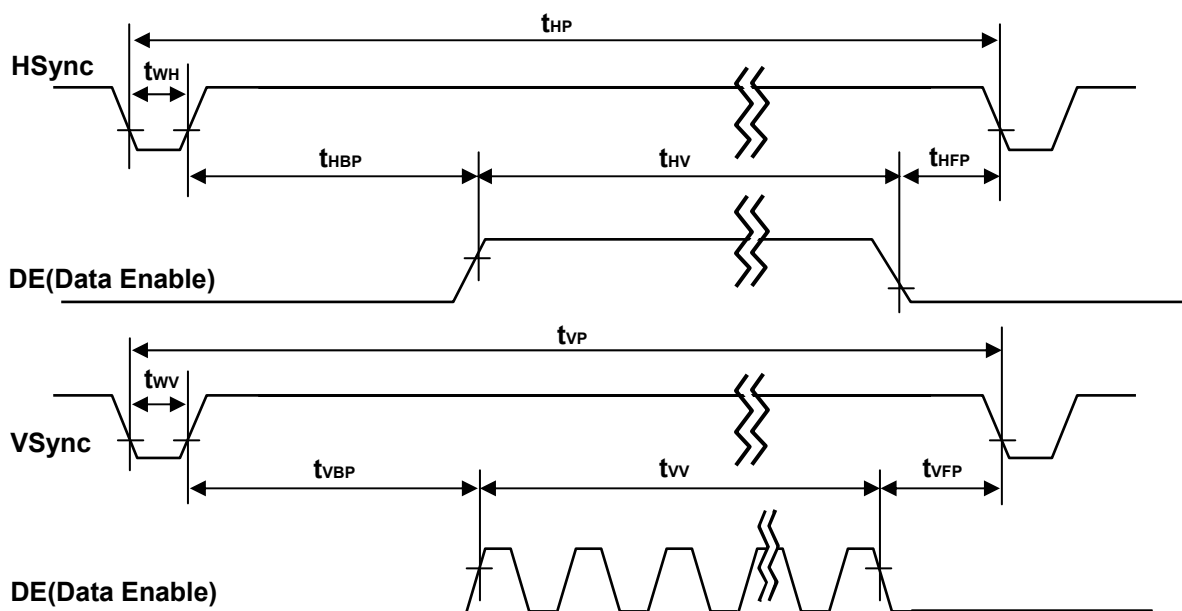 tHP
HSync
tWH
tHBP
tHV
tHFP
DE(Data Enable)
tVP
tWV
VSync
tVBP
tVV
tVFP
DE(Data Enable)